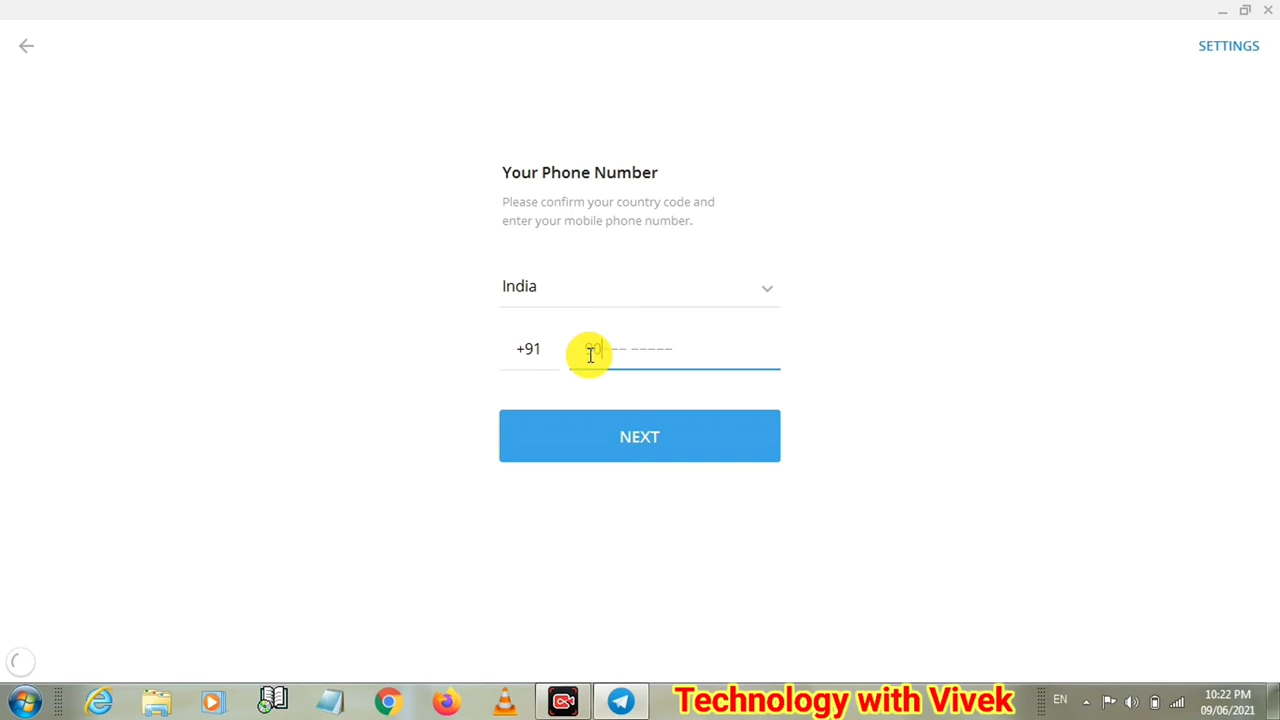 SETTINGS
Your Phone Number
Please confirm your country code and
enter your mobile phone number.
India
+91 90--- -----
NEXT
Technology with Vivek
EN
10:22 PM
09/06/2021